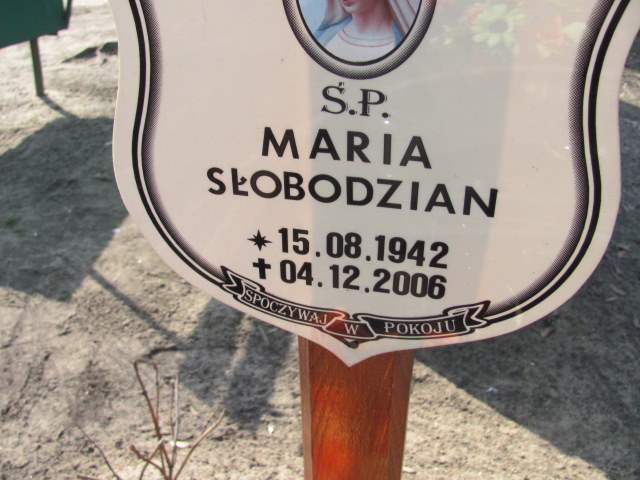 Ś.P.
MARIA
SŁOBODZIAN
✶ 15.08.1942
✝ 04.12.2006
SPOCZYWAJ W POKOJU